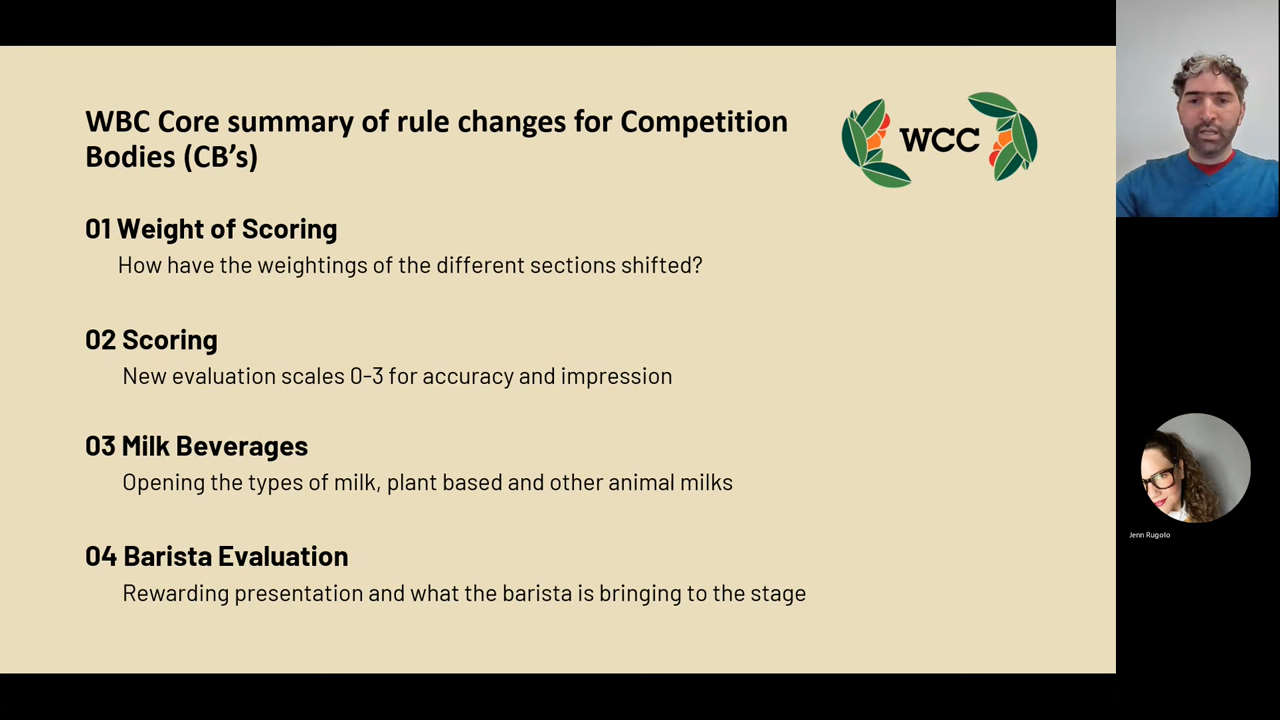 WBC Core summary of rule changes for Competition
Bodies (CB's)
WCC
01 Weight of Scoring
How have the weightings of the different sections shifted?
02 Scoring
New evaluation scales 0-3 for accuracy and impression
03 Milk Beverages
Opening the types of milk, plant based and other animal milks
04 Barista Evaluation
Rewarding presentation and what the barista is bringing to the stage
Jenn Rugolo